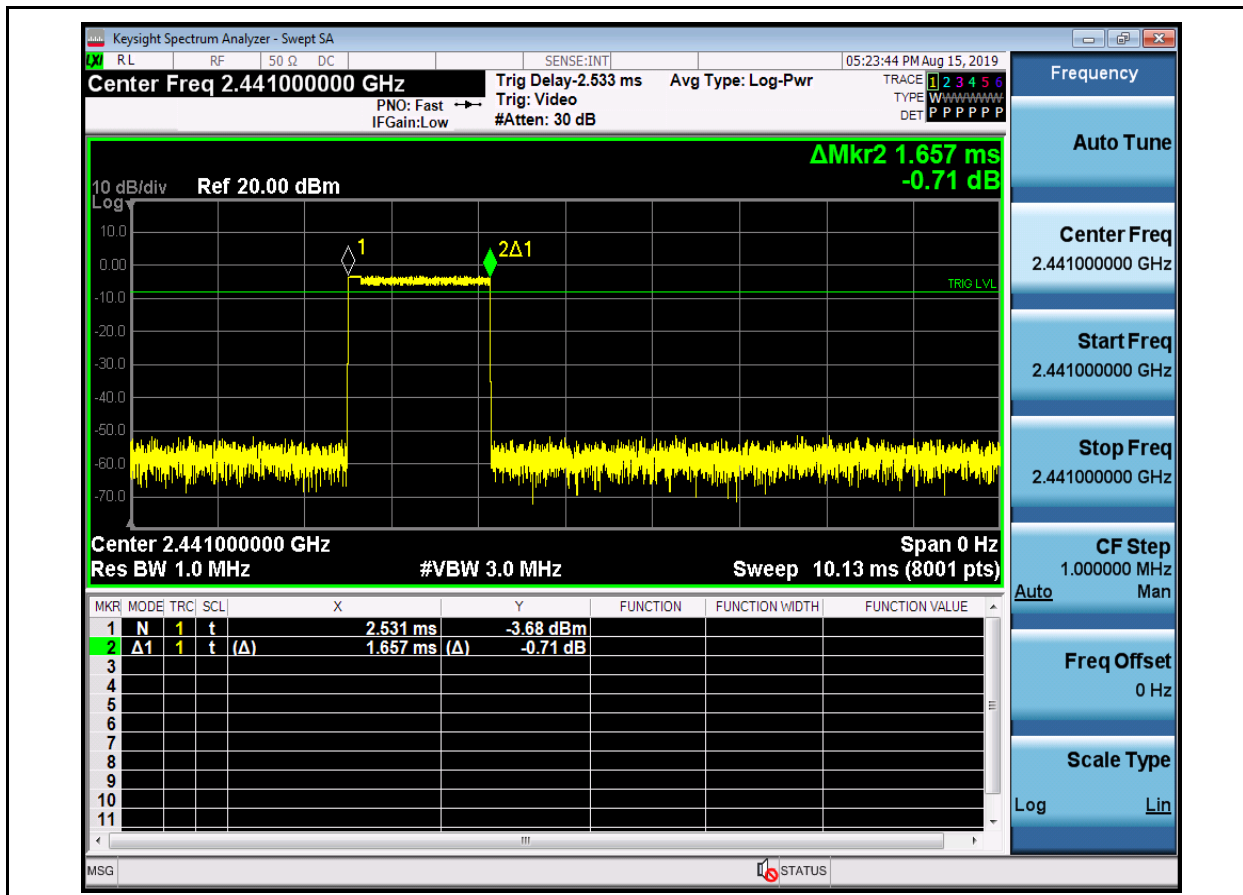 Keysight Spectrum Analyzer - Swept SA
LXI RL RF 50 Ω DC SENSE:INT 05:23:44 PM Aug 15, 2019
Center Freq 2.441000000 GHz
PNO: Fast
IFGain:Low
Trig Delay-2.533 ms
Trig: Video
#Atten: 30 dB
Avg Type: Log-Pwr
TRACE 1 2 3 4 5 6
TYPE WWWWWW
DET P P P P P P
ΔMkr2 1.657 ms
-0.71 dB
10 dB/div Ref 20.00 dBm
Log
10.0
0.00
-10.0
-20.0
-30.0
-40.0
-50.0
-60.0
-70.0
1
2Δ1
TRIG LVL
Center 2.441000000 GHz Span 0 Hz
Res BW 1.0 MHz #VBW 3.0 MHz Sweep 10.13 ms (8001 pts)
MKR MODE TRC SCL X Y FUNCTION FUNCTION WIDTH FUNCTION VALUE
1 N 1 t 2.531 ms -3.68 dBm
2 Δ1 1 t (Δ) 1.657 ms (Δ) -0.71 dB
3
4
5
6
7
8
9
10
11
MSG STATUS
Frequency
Auto Tune
Center Freq
2.441000000 GHz
Start Freq
2.441000000 GHz
Stop Freq
2.441000000 GHz
CF Step
1.000000 MHz
Auto Man
Freq Offset
0 Hz
Scale Type
Log Lin